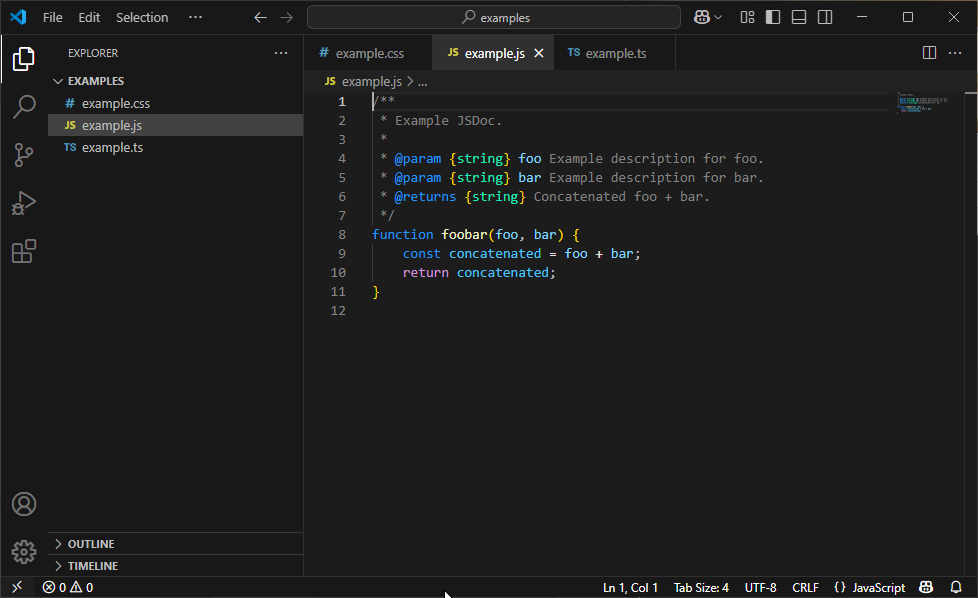 File Edit Selection ···
examples
EXPLORER ···
EXAMPLES
# example.css
JS example.js
TS example.ts
OUTLINE
TIMELINE
# example.css JS example.js × TS example.ts ···
JS example.js > ...
1 /**
2 * Example JSDoc.
3 *
4 * @param {string} foo Example description for foo.
5 * @param {string} bar Example description for bar.
6 * @returns {string} Concatenated foo + bar.
7 */
8 function foobar(foo, bar) {
9 const concatenated = foo + bar;
10 return concatenated;
11 }
12
0 0 Ln 1, Col 1 Tab Size: 4 UTF-8 CRLF {} JavaScript